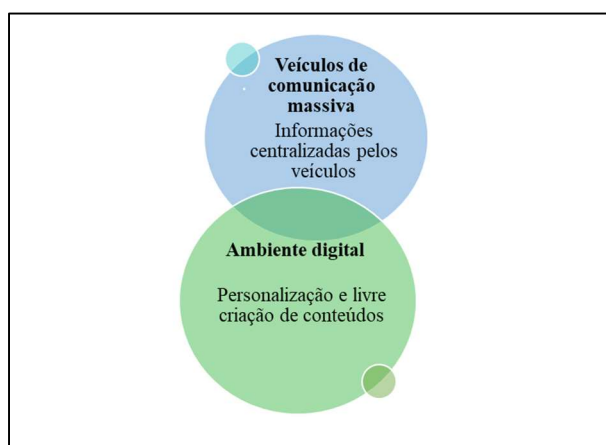 Veículos de
comunicação
massiva
Informações
centralizadas pelos
veículos
Ambiente digital
Personalização e livre
criação de conteúdos